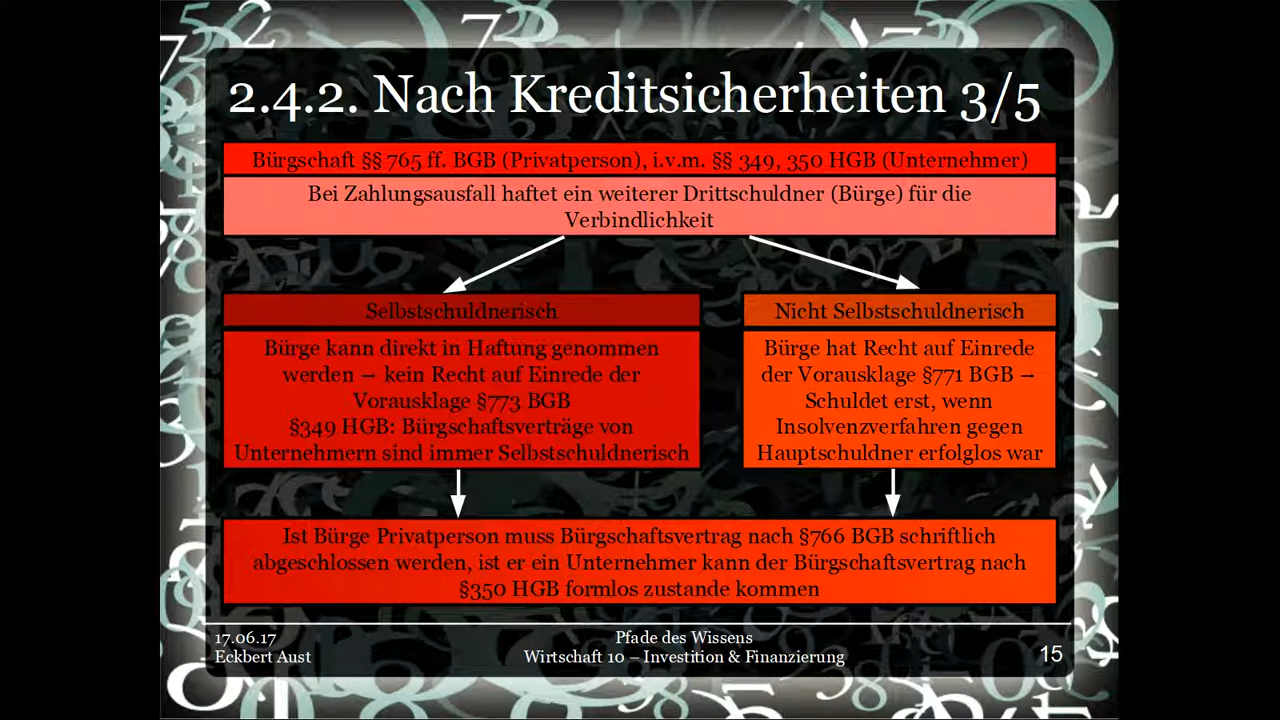 2.4.2. Nach Kreditsicherheiten 3/5
Bürgschaft §§ 765 ff. BGB (Privatperson), i.v.m. §§ 349, 350 HGB (Unternehmer)
Bei Zahlungsausfall haftet ein weiterer Drittschuldner (Bürge) für die
Verbindlichkeit
Selbstschuldnerisch
Bürge kann direkt in Haftung genommen
werden → kein Recht auf Einrede der
Vorausklage §773 BGB
§349 HGB: Bürgschaftsverträge von
Unternehmern sind immer Selbstschuldnerisch
Nicht Selbstschuldnerisch
Bürge hat Recht auf Einrede
der Vorausklage §771 BGB →
Schuldet erst, wenn
Insolvenzverfahren gegen
Hauptschuldner erfolglos war
Ist Bürge Privatperson muss Bürgschaftsvertrag nach §766 BGB schriftlich
abgeschlossen werden, ist er ein Unternehmer kann der Bürgschaftsvertrag nach
§350 HGB formlos zustande kommen
17.06.17
Eckbert Aust
Pfade des Wissens
Wirtschaft 10 – Investition & Finanzierung
15